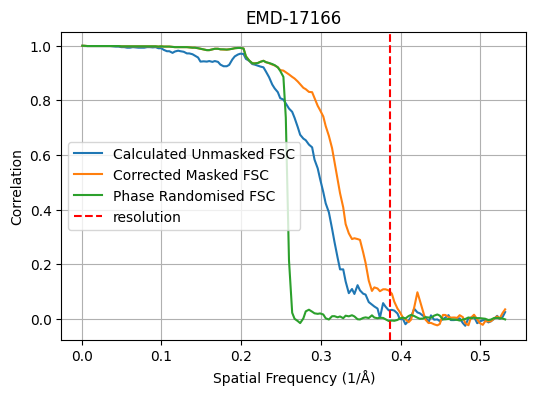 EMD-17166
1.0
0.8
0.6
0.4
0.2
0.0
Correlation
Calculated Unmasked FSC
Corrected Masked FSC
Phase Randomised FSC
resolution
0.0 0.1 0.2 0.3 0.4 0.5
Spatial Frequency (1/Å)